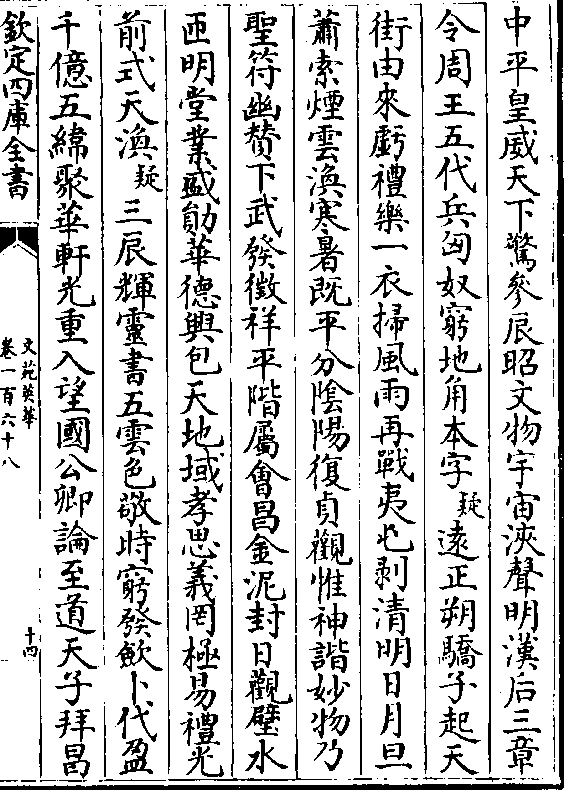 中平皇威天下驚參辰昭文物宇宙浹聲明漢后三章
令周王五代兵匈奴窮地角本字疑遠正朔驕子起天
街由來虧禮樂一衣掃風雨再戰夷屯剥清明日月旦
蕭索煙雲渙寒暑既平分陰陽復貞觀惟神諧妙物乃
聖符幽贊下武發徵祥平階屬會昌金泥封日觀璧水
匝明堂業盛勛華德興包天地域孝思義罔極易禮光
前式天渙疑三辰輝靈書五雲色敬時窮發歛卜代盈
千億五緯聚華軒光重入望國公卿論至道天子拜昌
欽定四庫全書
文苑英華
卷一百六十八
十四